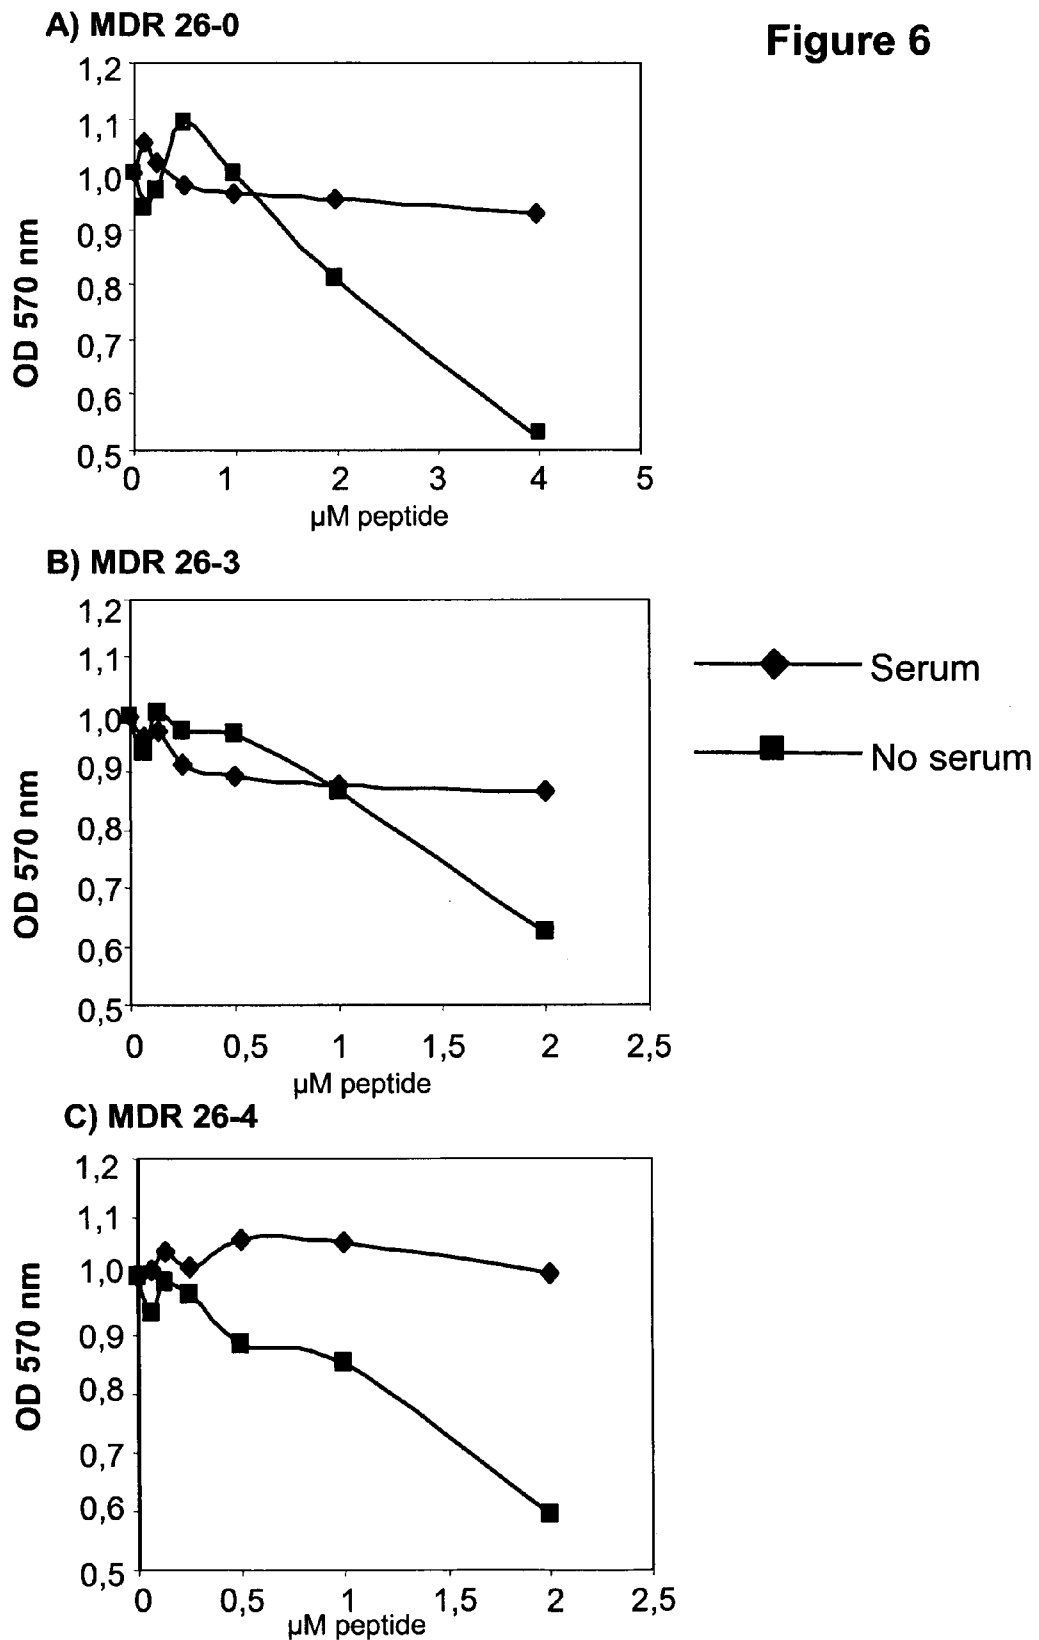 A) MDR 26-0
Figure 6
1,2
1,1
1,0
0,9
0,8
0,7
0,6
0,5
OD 570 nm
0 1 2 3 4 5
µM peptide
B) MDR 26-3
1,2
1,1
1,0
0,9
0,8
0,7
0,6
0,5
OD 570 nm
0 0,5 1 1,5 2 2,5
µM peptide
Serum
No serum
C) MDR 26-4
1,2
1,1
1,0
0,9
0,8
0,7
0,6
0,5
OD 570 nm
0 0,5 1 1,5 2 2,5
µM peptide